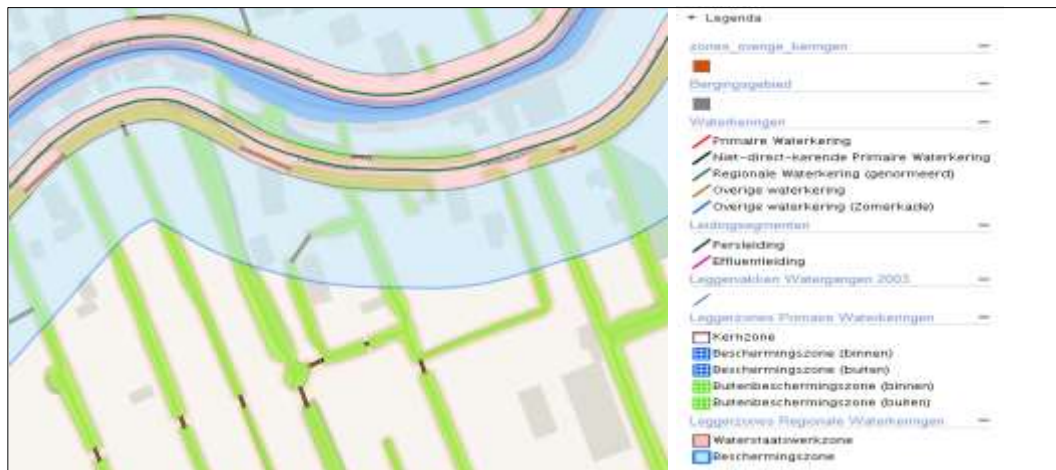 Legenda
zones_overige_keringen
Bergingsgebied
Waterkeringen
Primaire Waterkering
Niet-direct-kerende Primaire Waterkering
Regionale Waterkering (genormeerd)
Overige waterkering
Overige waterkering (Zomerkade)
Leidingsegmenten
Persleiding
Effluentleiding
Leggervakken Watergangen 2003
Leggerzones Primaire Waterkeringen
Kernzone
Beschermingszone (binnen)
Beschermingszone (buiten)
Buitenbeschermingszone (binnen)
Buitenbeschermingszone (buiten)
Leggerzones Regionale Waterkeringen
Waterstaatswerkzone
Beschermingszone